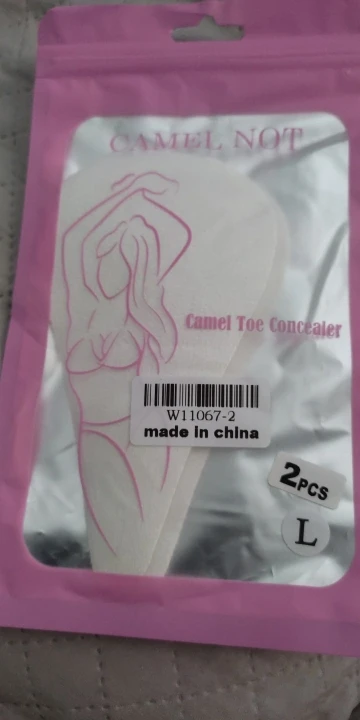 CAMEL NOT
Camel Toe Concealer
W11067-2
made in china
2PCS
L